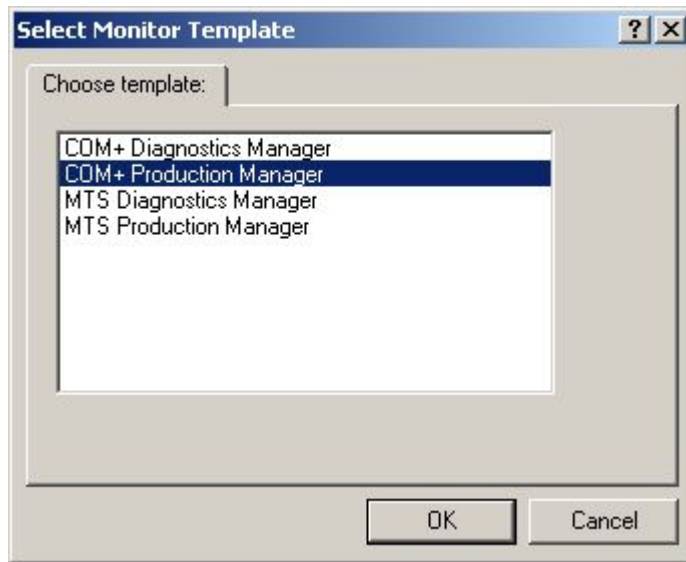 Select Monitor Template
Choose template:
COM+ Diagnostics Manager
COM+ Production Manager
MTS Diagnostics Manager
MTS Production Manager
OK Cancel